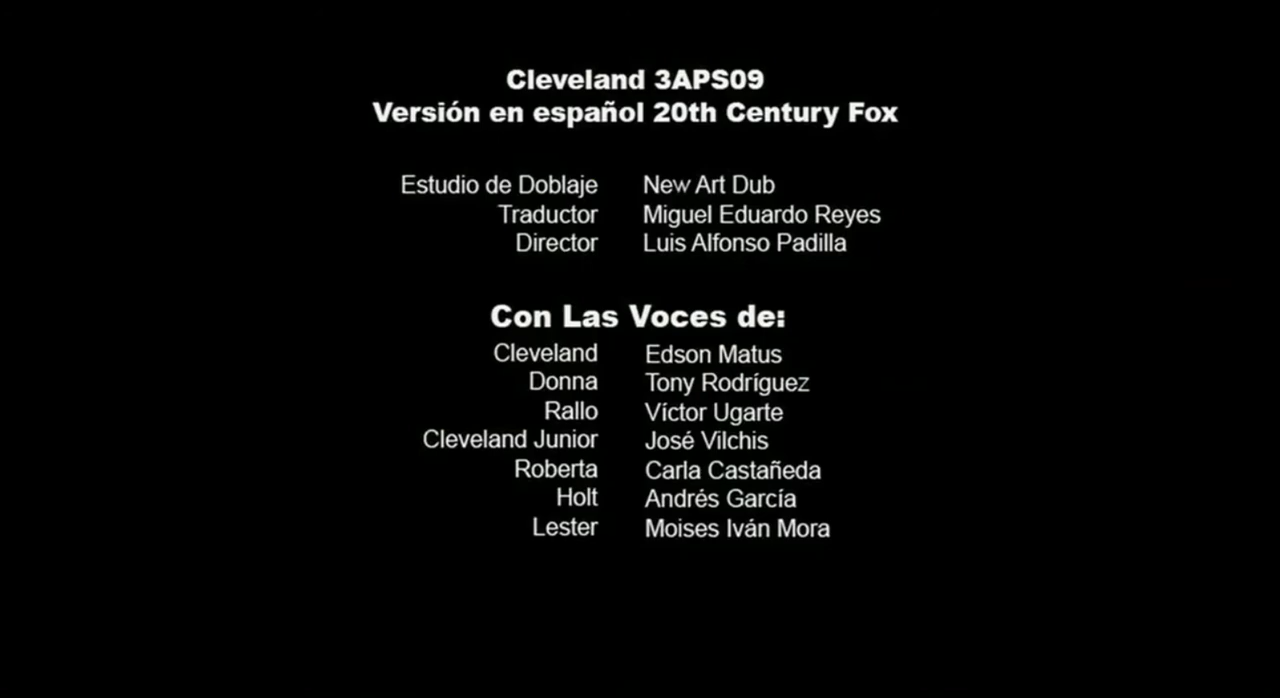 Cleveland 3APS09
Versión en español 20th Century Fox
Estudio de Doblaje New Art Dub
Traductor Miguel Eduardo Reyes
Director Luis Alfonso Padilla
Con Las Voces de:
Cleveland Edson Matus
Donna Tony Rodríguez
Rallo Víctor Ugarte
Cleveland Junior José Vilchis
Roberta Carla Castañeda
Holt Andrés García
Lester Moises Iván Mora